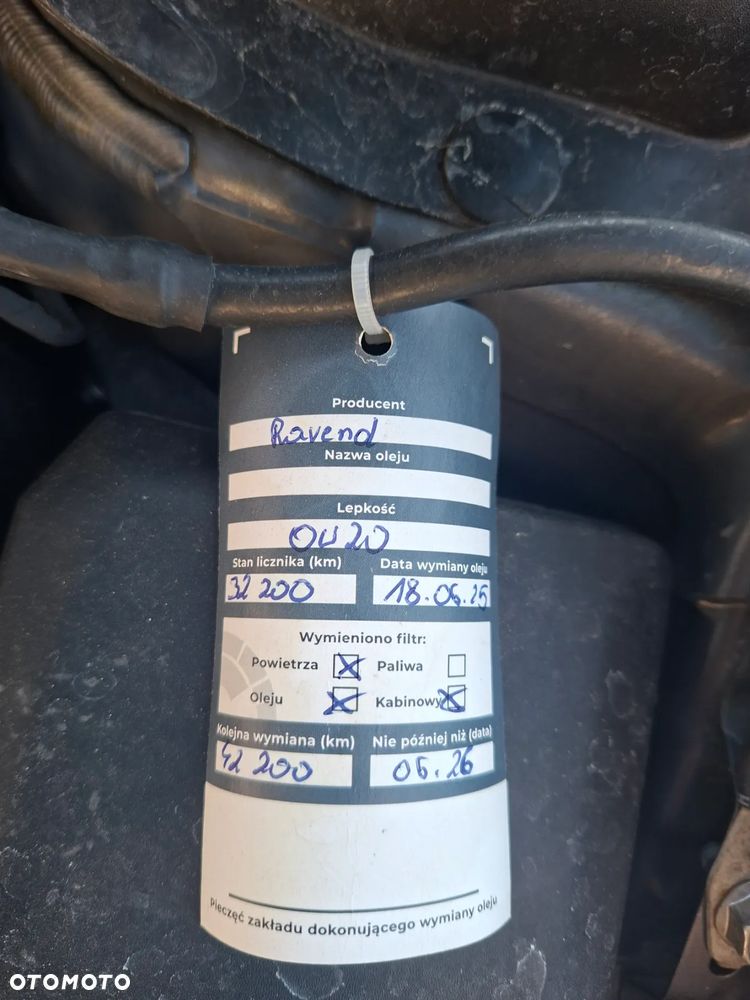 Producent
Ravend
Nazwa oleju
Lepkość
0W20
Stan licznika (km) Data wymiany oleju
32 200 18.06.25
Wymieniono filtr:
Powietrza Paliwa
Oleju Kabinowy
Kolejna wymiana (km) Nie później niż (data)
42 200 06.26
Pieczęć zakładu dokonującego wymiany oleju
OTOMOTO